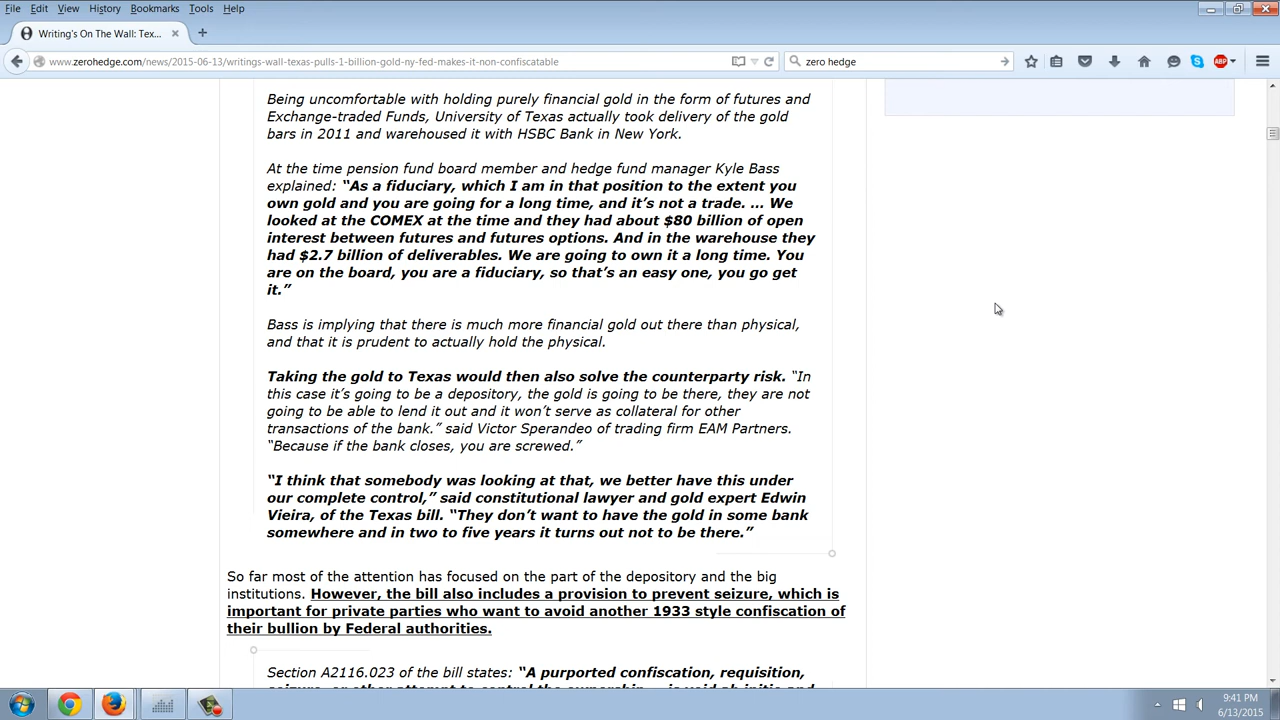 File Edit View History Bookmarks Tools Help
Writing's On The Wall: Tex...
www.zerohedge.com/news/2015-06-13/writings-wall-texas-pulls-1-billion-gold-ny-fed-makes-it-non-confiscatable
zero hedge
ABP
Being uncomfortable with holding purely financial gold in the form of futures and
Exchange-traded Funds, University of Texas actually took delivery of the gold
bars in 2011 and warehoused it with HSBC Bank in New York.
At the time pension fund board member and hedge fund manager Kyle Bass
explained: “As a fiduciary, which I am in that position to the extent you
own gold and you are going for a long time, and it’s not a trade. … We
looked at the COMEX at the time and they had about $80 billion of open
interest between futures and futures options. And in the warehouse they
had $2.7 billion of deliverables. We are going to own it a long time. You
are on the board, you are a fiduciary, so that’s an easy one, you go get
it.”
Bass is implying that there is much more financial gold out there than physical,
and that it is prudent to actually hold the physical.
Taking the gold to Texas would then also solve the counterparty risk. “In
this case it’s going to be a depository, the gold is going to be there, they are not
going to be able to lend it out and it won’t serve as collateral for other
transactions of the bank.” said Victor Sperandeo of trading firm EAM Partners.
“Because if the bank closes, you are screwed.”
“I think that somebody was looking at that, we better have this under
our complete control,” said constitutional lawyer and gold expert Edwin
Vieira, of the Texas bill. “They don’t want to have the gold in some bank
somewhere and in two to five years it turns out not to be there.”
So far most of the attention has focused on the part of the depository and the big
institutions. However, the bill also includes a provision to prevent seizure, which is
important for private parties who want to avoid another 1933 style confiscation of
their bullion by Federal authorities.
Section A2116.023 of the bill states: “A purported confiscation, requisition,
seizure, or other attempt to control the ownership … is void ab initio and
9:41 PM
6/13/2015